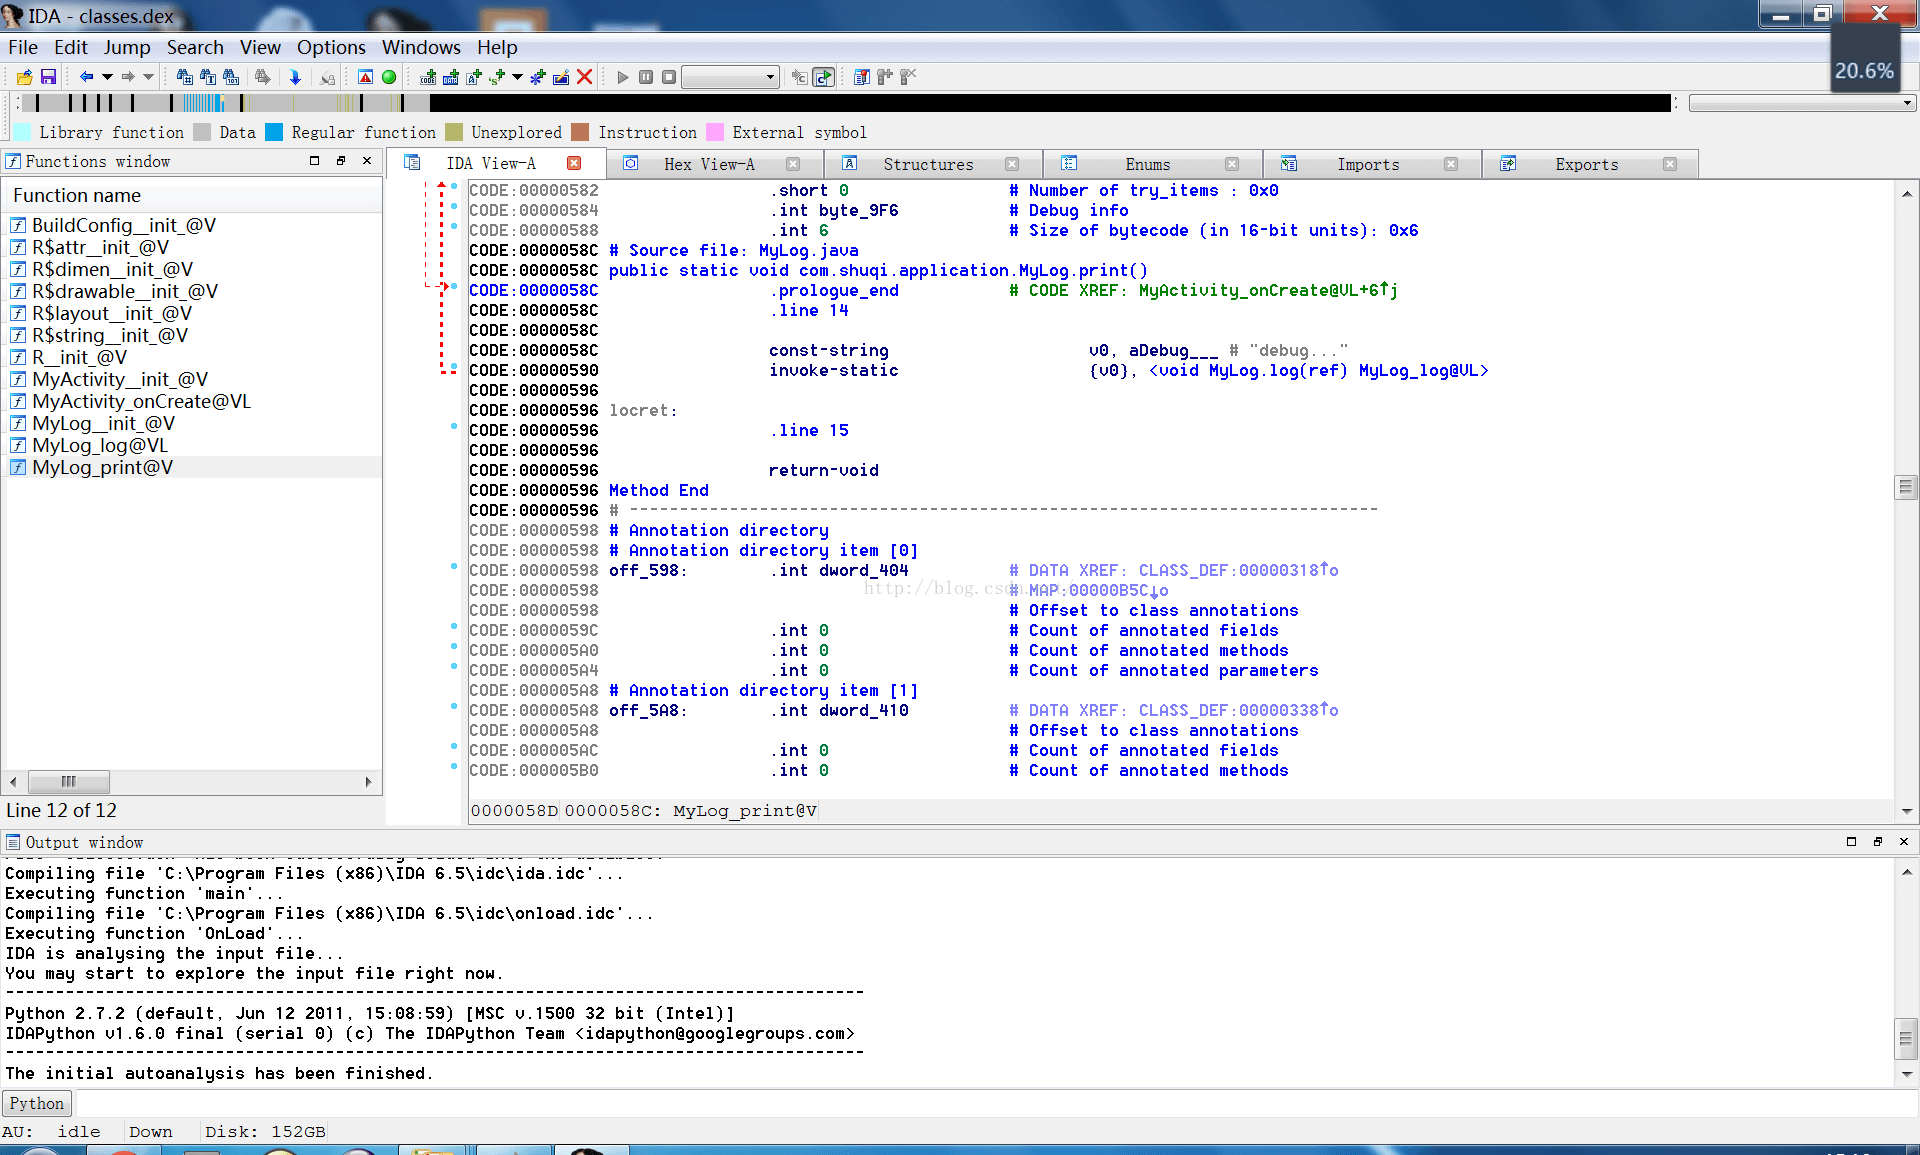 IDA - classes.dex
File Edit Jump Search View Options Windows Help
20.6%
Library function Data Regular function Unexplored Instruction External symbol
Functions window
IDA View-A Hex View-A Structures Enums Imports Exports
Function name
BuildConfig__init_@V
R$attr__init_@V
R$dimen__init_@V
R$drawable__init_@V
R$layout__init_@V
R$string__init_@V
R__init_@V
MyActivity__init_@V
MyActivity_onCreate@VL
MyLog__init_@V
MyLog_log@VL
MyLog_print@V
Line 12 of 12
CODE:00000582 .short 0 # Number of try_items : 0x0
CODE:00000584 .int byte_9F6 # Debug info
CODE:00000588 .int 6 # Size of bytecode (in 16-bit units): 0x6
CODE:0000058C # Source file: MyLog.java
CODE:0000058C public static void com.shuqi.application.MyLog.print()
CODE:0000058C .prologue_end # CODE XREF: MyActivity_onCreate@VL+6↑j
CODE:0000058C .line 14
CODE:0000058C
CODE:0000058C const-string v0, aDebug___ # "debug..."
CODE:00000590 invoke-static {v0}, <void MyLog.log(ref) MyLog_log@VL>
CODE:00000596
CODE:00000596 locret:
CODE:00000596 .line 15
CODE:00000596
CODE:00000596 return-void
CODE:00000596 Method End
CODE:00000596 # ---------------------------------------------------------------------------
CODE:00000598 # Annotation directory
CODE:00000598 # Annotation directory item [0]
CODE:00000598 off_598: .int dword_404 # DATA XREF: CLASS_DEF:00000318↑o
CODE:00000598 # MAP:00000B5C↓o
http://blog.csdn.
CODE:00000598 # Offset to class annotations
CODE:0000059C .int 0 # Count of annotated fields
CODE:000005A0 .int 0 # Count of annotated methods
CODE:000005A4 .int 0 # Count of annotated parameters
CODE:000005A8 # Annotation directory item [1]
CODE:000005A8 off_5A8: .int dword_410 # DATA XREF: CLASS_DEF:00000338↑o
CODE:000005A8 # Offset to class annotations
CODE:000005AC .int 0 # Count of annotated fields
CODE:000005B0 .int 0 # Count of annotated methods
0000058D 0000058C: MyLog_print@V
Output window
Compiling file 'C:\Program Files (x86)\IDA 6.5\idc\ida.idc'...
Executing function 'main'...
Compiling file 'C:\Program Files (x86)\IDA 6.5\idc\onload.idc'...
Executing function 'OnLoad'...
IDA is analysing the input file...
You may start to explore the input file right now.
--------------------------------------------------------------------------------------
Python 2.7.2 (default, Jun 12 2011, 15:08:59) [MSC v.1500 32 bit (Intel)]
IDAPython v1.6.0 final (serial 0) (c) The IDAPython Team <idapython@googlegroups.com>
--------------------------------------------------------------------------------------
The initial autoanalysis has been finished.
Python
AU: idle Down Disk: 152GB